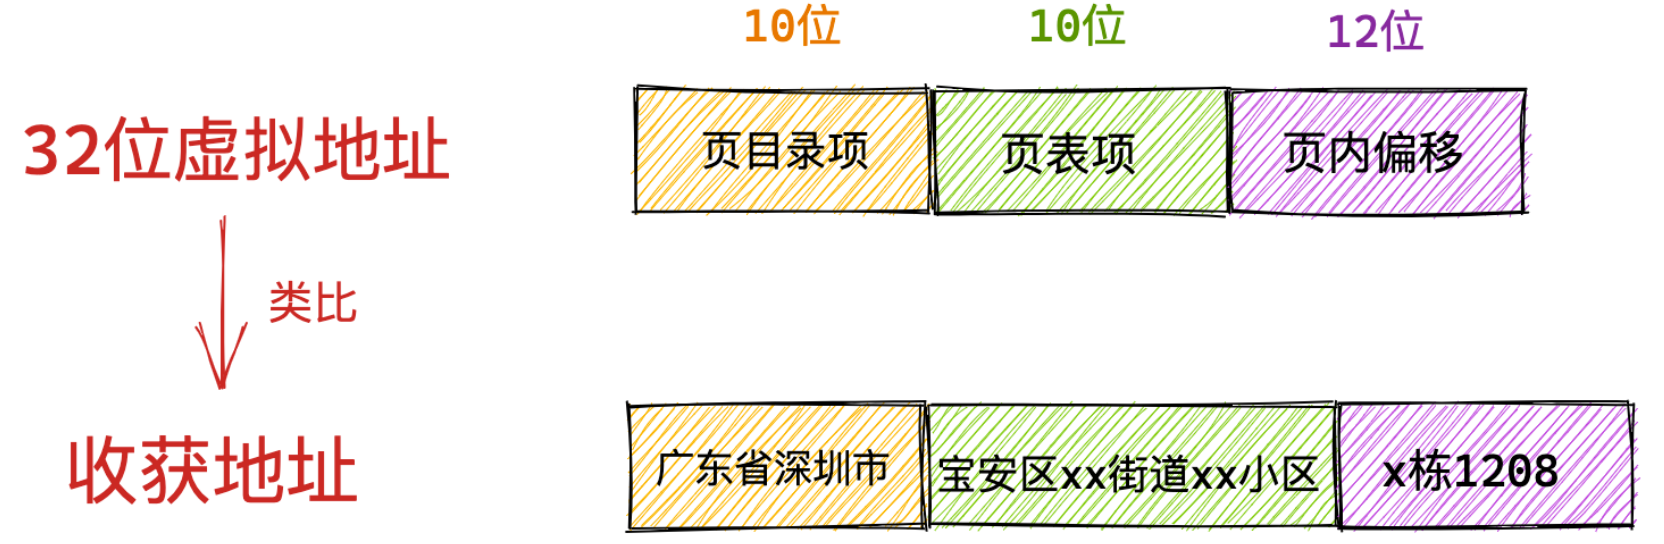 10位 10位 12位
32位虚拟地址 页目录项 页表项 页内偏移
类比
收获地址 广东省深圳市 宝安区xx街道xx小区 x栋1208